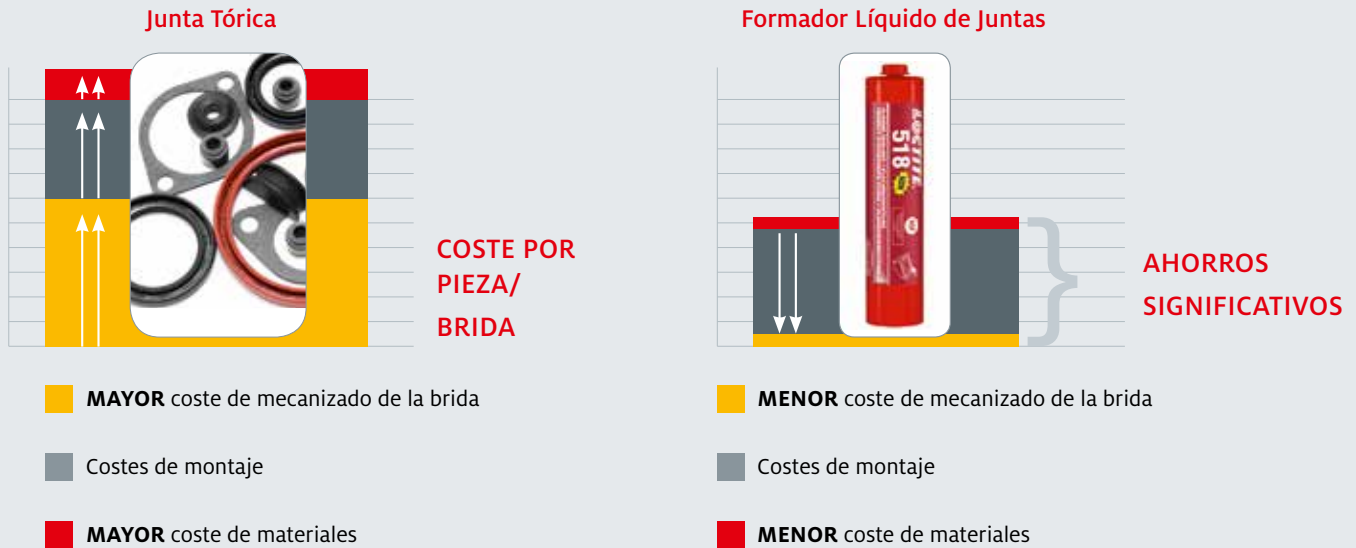 Junta Tórica
Formador Líquido de Juntas
LOCTITE
518
COSTE POR
PIEZA/
BRIDA
AHORROS
SIGNIFICATIVOS
MAYOR coste de mecanizado de la brida
Costes de montaje
MAYOR coste de materiales
MENOR coste de mecanizado de la brida
Costes de montaje
MENOR coste de materiales